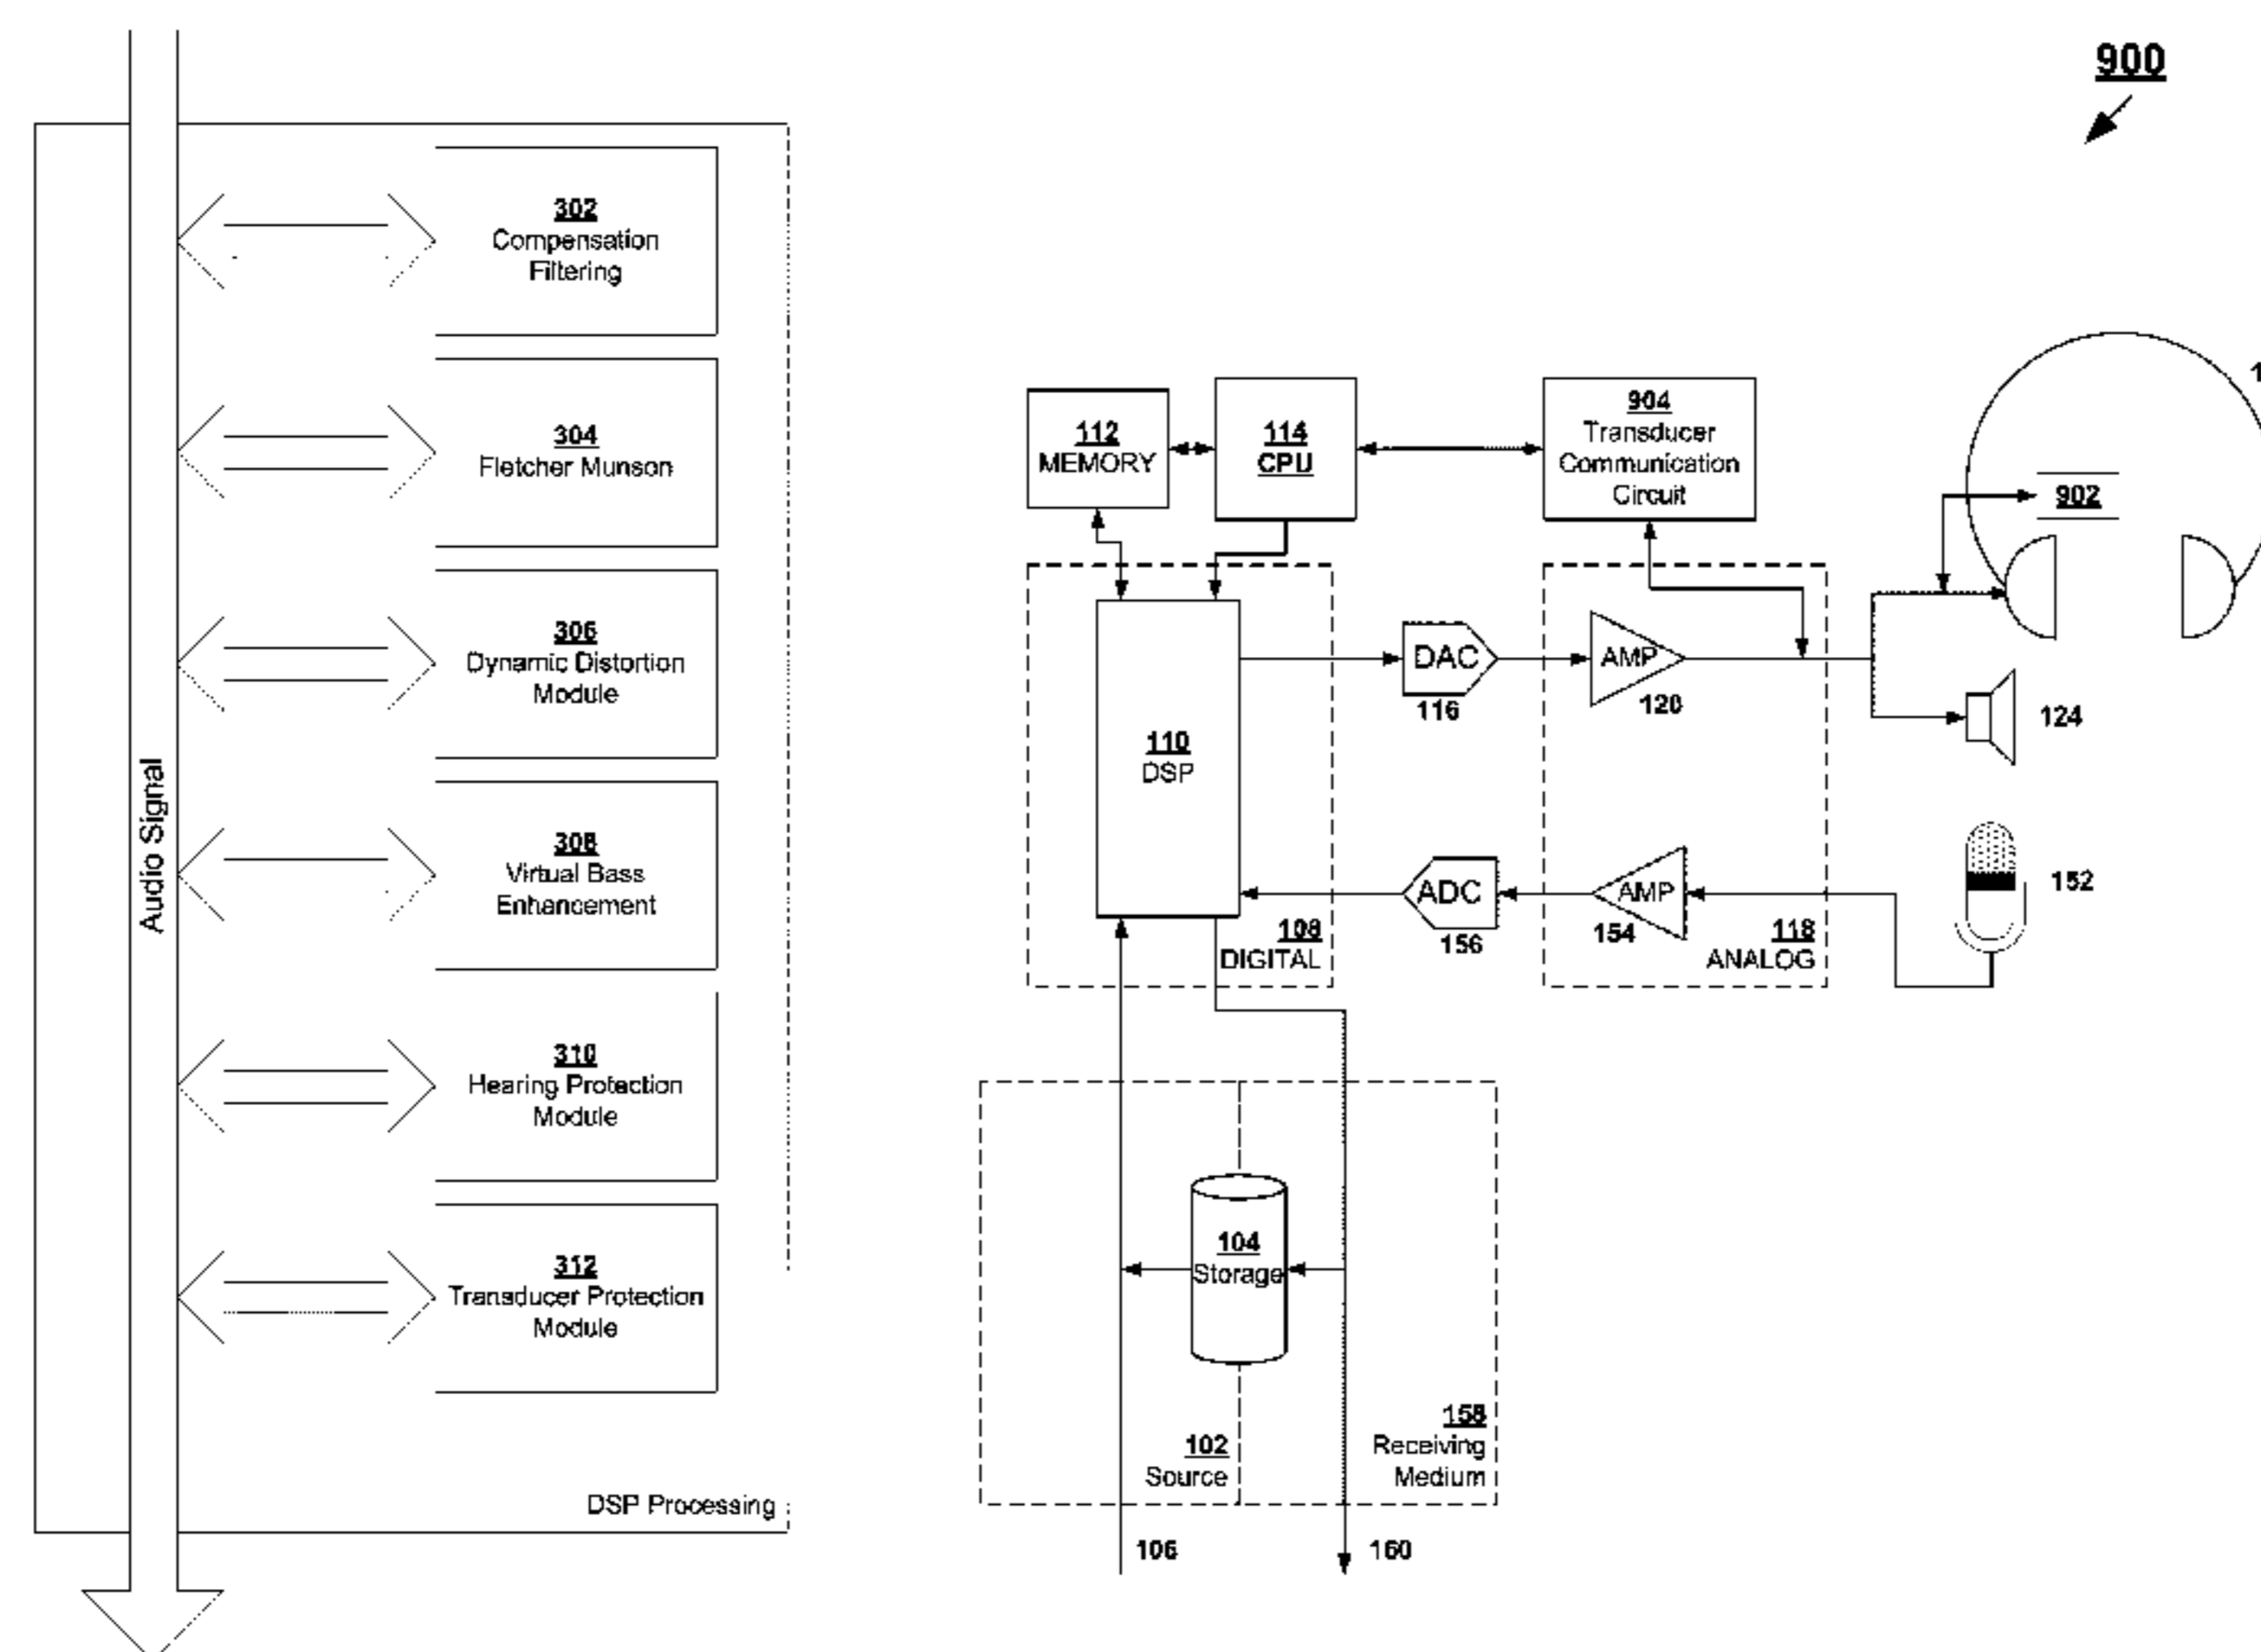 900
302
Compensation
Filtering
304
Fletcher Munson
306
Dynamic Distortion
Module
308
Virtual Bass
Enhancement
310
Hearing Protection
Module
312
Transducer Protection
Module
Audio Signal
DSP Processing
112
MEMORY
114
CPU
904
Transducer
Communication
Circuit
902
110
DSP
DAC
116
AMP
120
124
ADC
156
AMP
154
152
108
DIGITAL
118
ANALOG
104
Storage
102
Source
158
Receiving
Medium
106
160